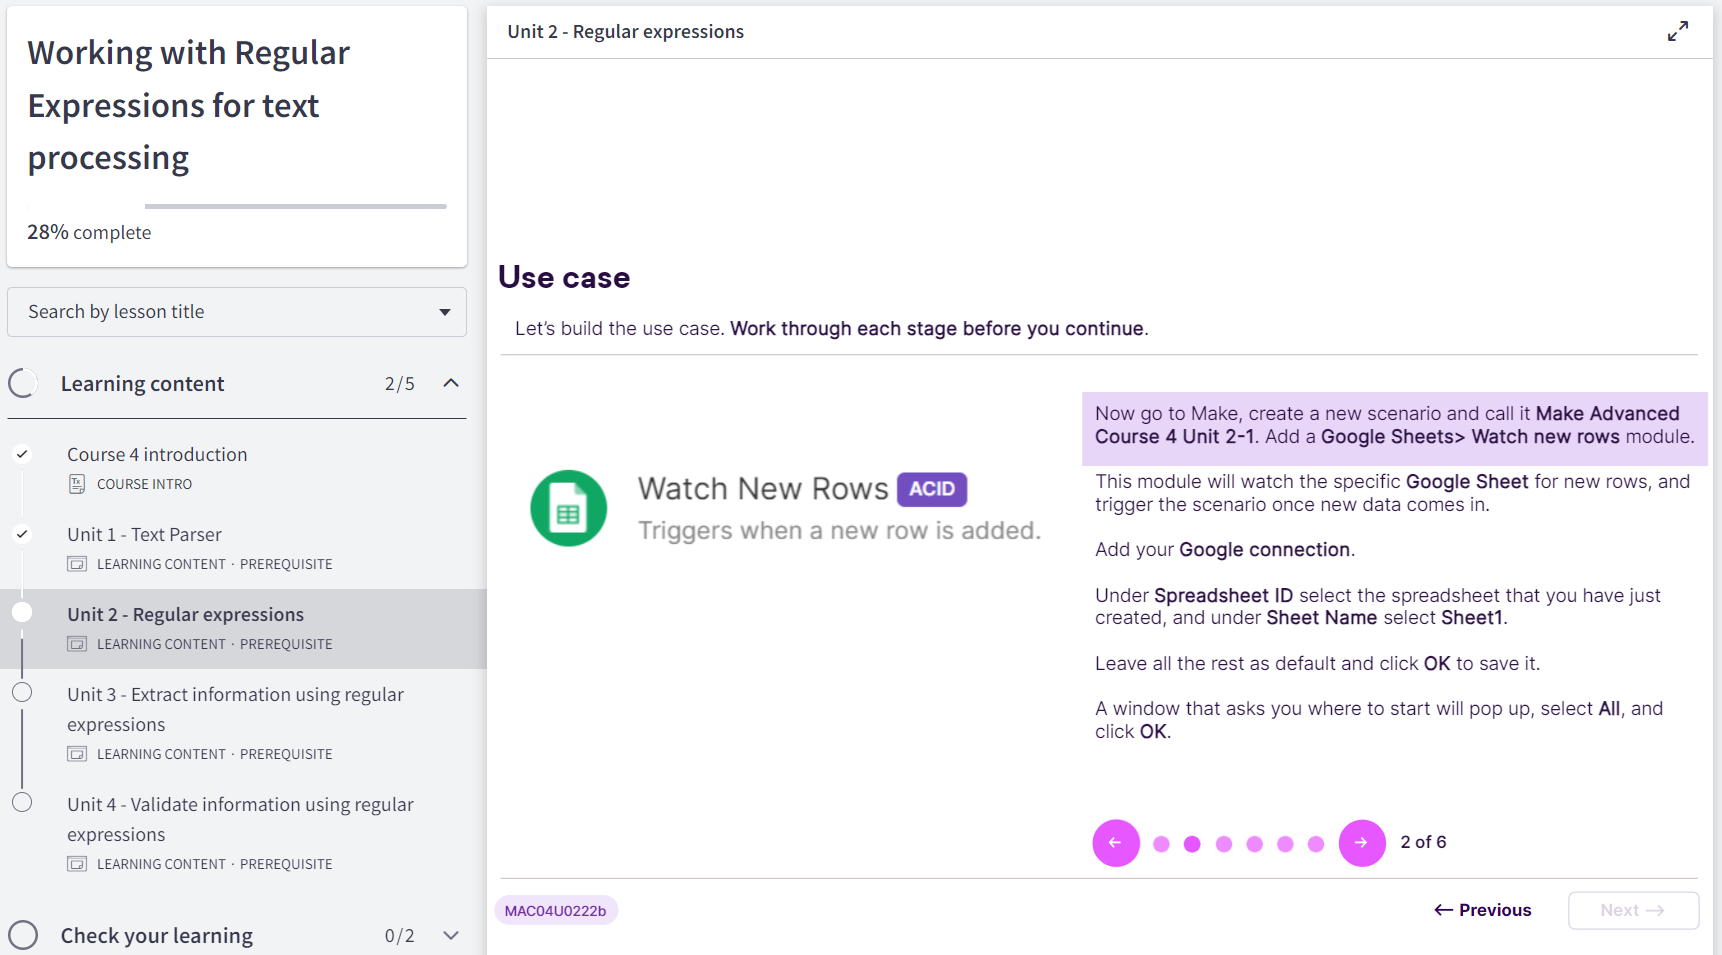 Working with Regular
Expressions for text
processing
28% complete
Search by lesson title
Learning content 2/5
Course 4 introduction
COURSE INTRO
Unit 1 - Text Parser
LEARNING CONTENT · PREREQUISITE
Unit 2 - Regular expressions
LEARNING CONTENT · PREREQUISITE
Unit 3 - Extract information using regular
expressions
LEARNING CONTENT · PREREQUISITE
Unit 4 - Validate information using regular
expressions
LEARNING CONTENT · PREREQUISITE
Check your learning 0/2
Unit 2 - Regular expressions
Use case
Let's build the use case. Work through each stage before you continue.
Watch New Rows ACID
Triggers when a new row is added.
Now go to Make, create a new scenario and call it Make Advanced
Course 4 Unit 2-1. Add a Google Sheets> Watch new rows module.
This module will watch the specific Google Sheet for new rows, and
trigger the scenario once new data comes in.
Add your Google connection.
Under Spreadsheet ID select the spreadsheet that you have just
created, and under Sheet Name select Sheet1.
Leave all the rest as default and click OK to save it.
A window that asks you where to start will pop up, select All, and
click OK.
2 of 6
MAC04U0222b
← Previous
Next →